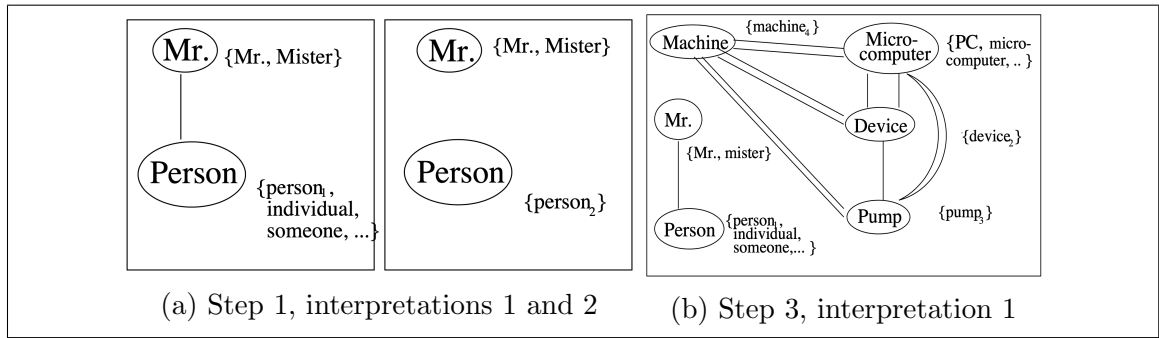 Mr.
{Mr., Mister}
Person
{person₁,
individual,
someone, ...}
Mr.
{Mr., Mister}
Person
{person₂}
(a) Step 1, interpretations 1 and 2
Machine
{machine₄}
Micro-
computer
{PC, micro-
computer, .. }
Mr.
{Mr., mister}
Device
{device₂}
Person
{person₁,
individual,
someone,... }
Pump
{pump₃}
(b) Step 3, interpretation 1